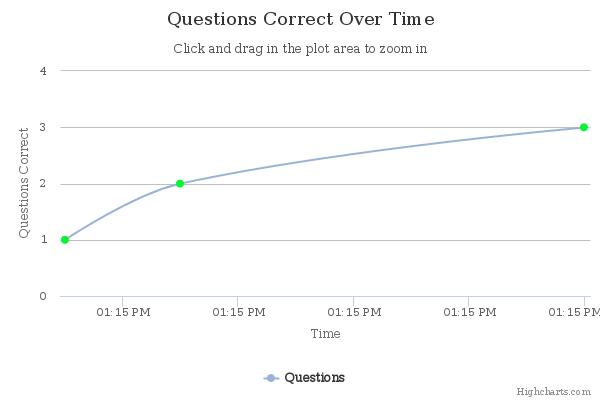 Questions Correct Over Time
Click and drag in the plot area to zoom in
Questions Correct
4
3
2
1
0
01:15 PM 01:15 PM 01:15 PM 01:15 PM 01:15 PM
Time
Questions
Highcharts.com